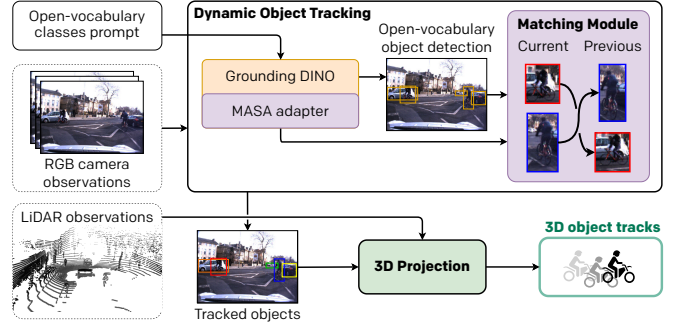 Open-vocabulary
classes prompt
RGB camera
observations
LiDAR observations
Dynamic Object Tracking
Grounding DINO
MASA adapter
Open-vocabulary
object detection
Matching Module
Current Previous
Tracked objects
3D Projection
3D object tracks